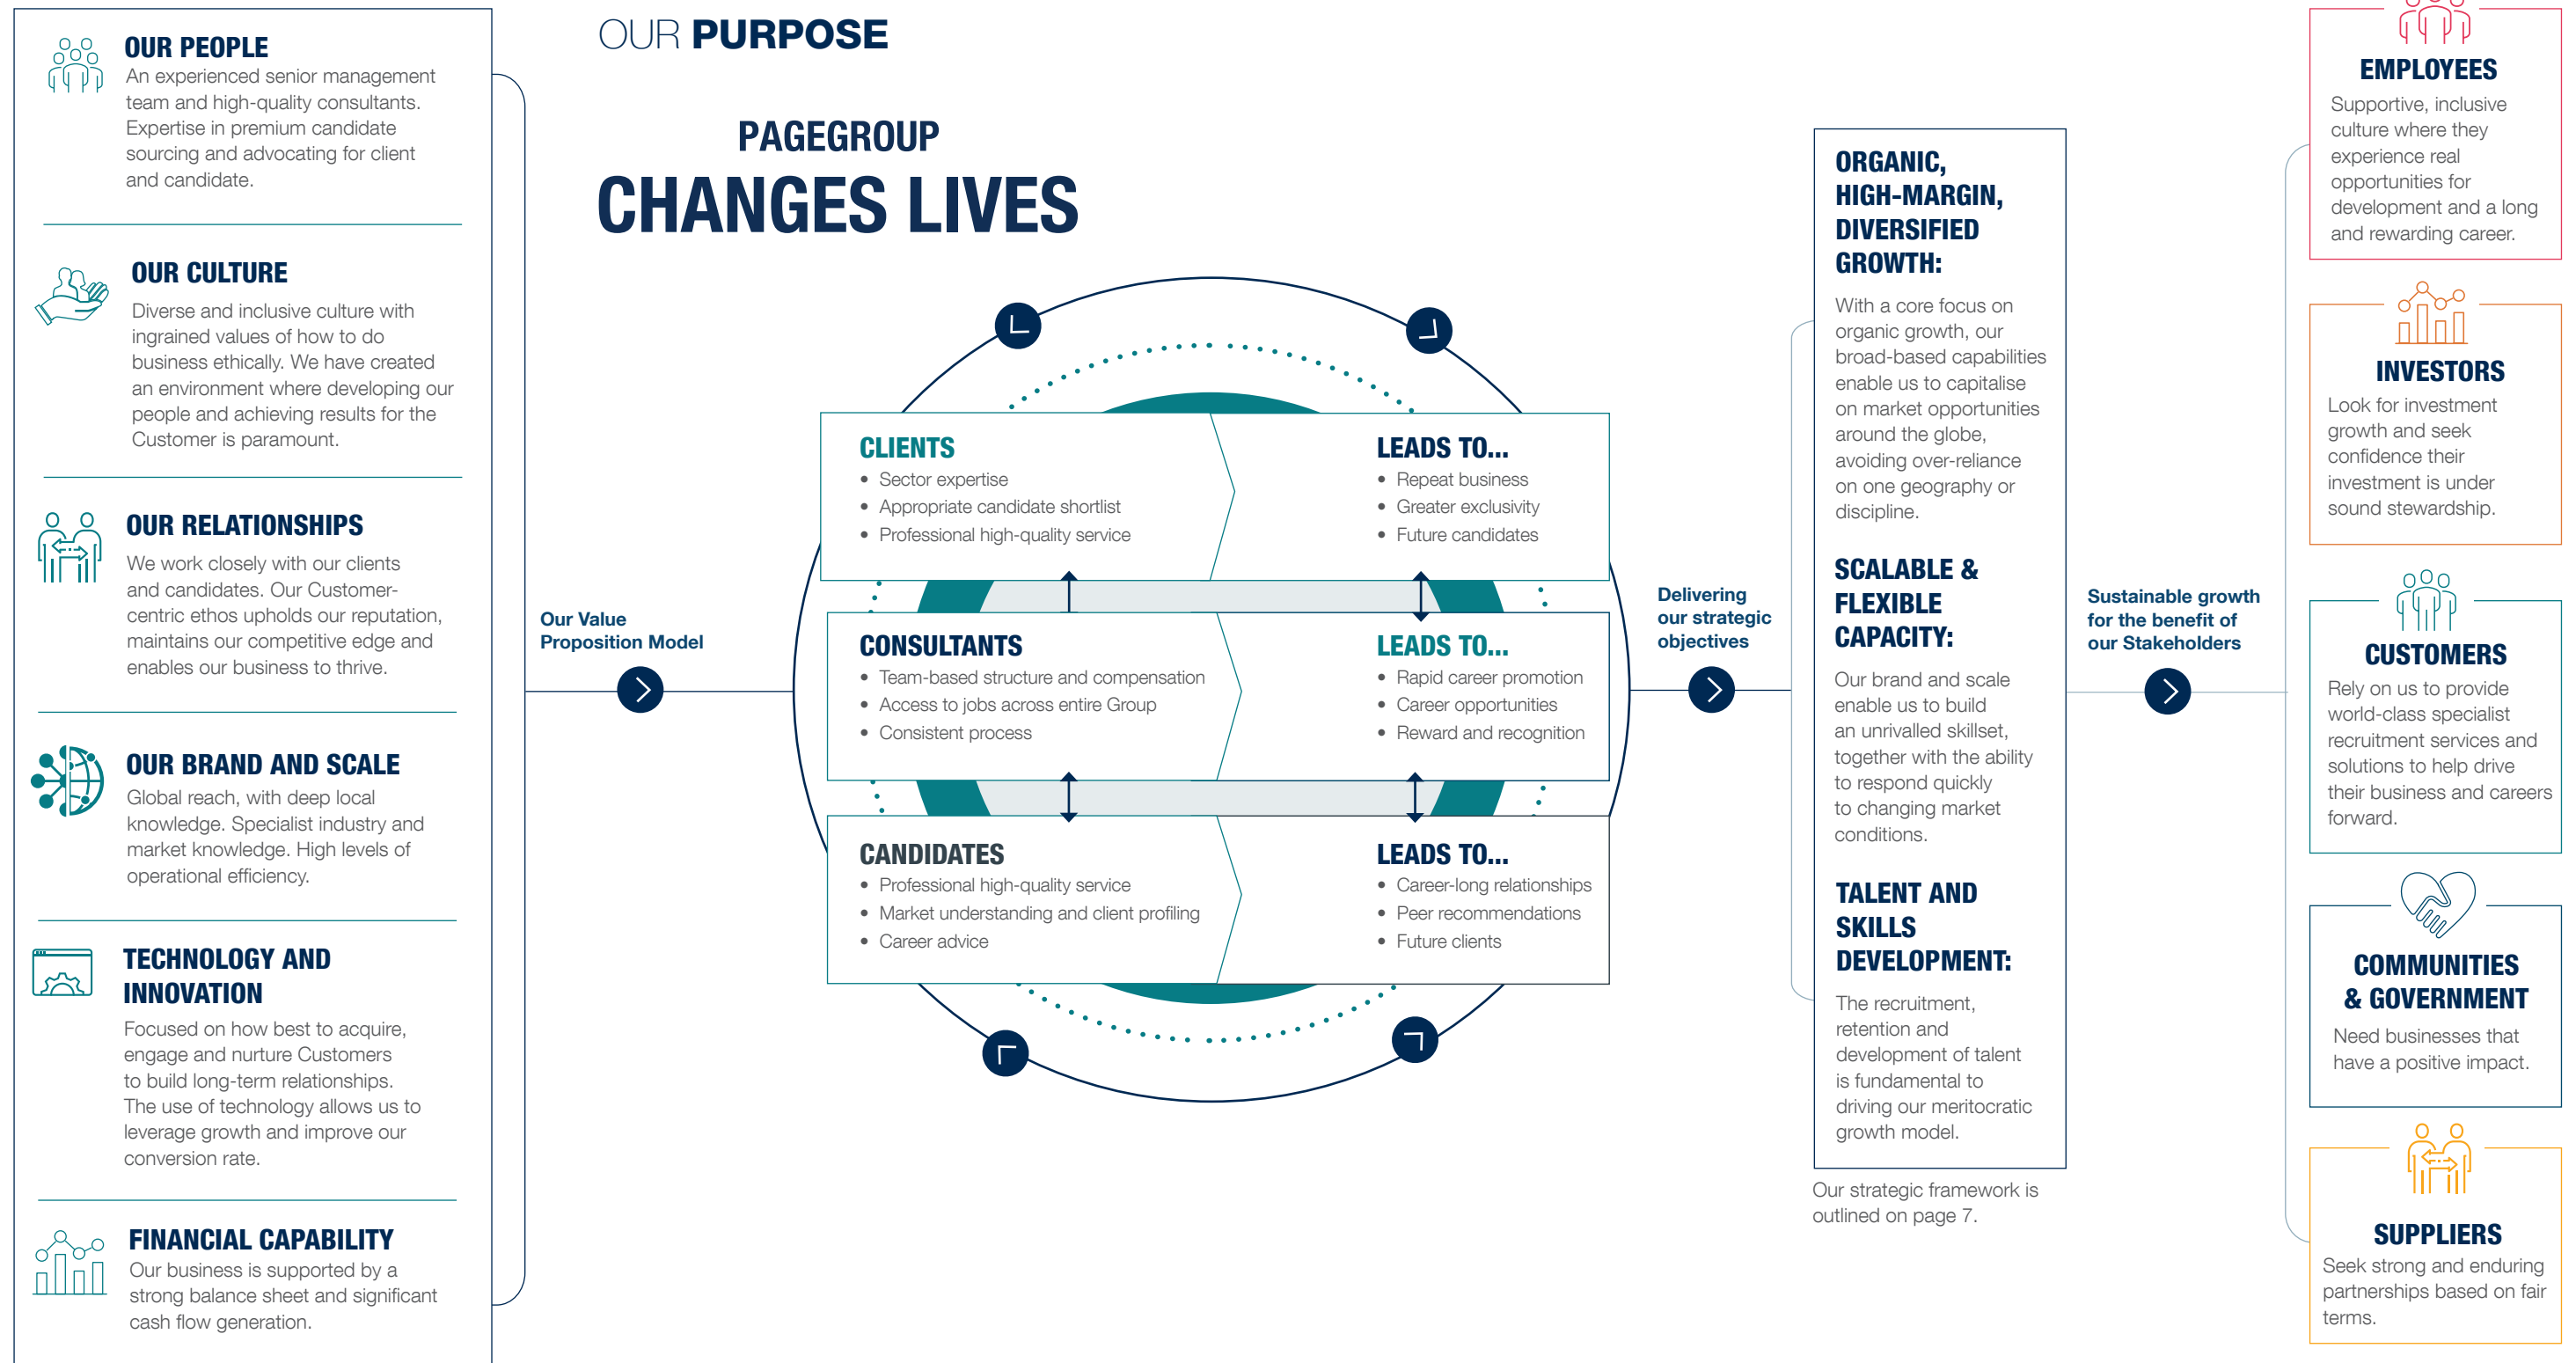 OUR PEOPLE
An experienced senior management
team and high-quality consultants.
Expertise in premium candidate
sourcing and advocating for client
and candidate.
OUR CULTURE
Diverse and inclusive culture with
ingrained values of how to do
business ethically. We have created
an environment where developing our
people and achieving results for the
Customer is paramount.
OUR RELATIONSHIPS
We work closely with our clients
and candidates. Our Customer-
centric ethos upholds our reputation,
maintains our competitive edge and
enables our business to thrive.
OUR BRAND AND SCALE
Global reach, with deep local
knowledge. Specialist industry and
market knowledge. High levels of
operational efficiency.
TECHNOLOGY AND
INNOVATION
Focused on how best to acquire,
engage and nurture Customers
to build long-term relationships.
The use of technology allows us to
leverage growth and improve our
conversion rate.
FINANCIAL CAPABILITY
Our business is supported by a
strong balance sheet and significant
cash flow generation.
OUR PURPOSE
PAGEGROUP
CHANGES LIVES
Our Value
Proposition Model
CLIENTS
• Sector expertise
• Appropriate candidate shortlist
• Professional high-quality service
LEADS TO...
• Repeat business
• Greater exclusivity
• Future candidates
CONSULTANTS
• Team-based structure and compensation
• Access to jobs across entire Group
• Consistent process
LEADS TO...
• Rapid career promotion
• Career opportunities
• Reward and recognition
CANDIDATES
• Professional high-quality service
• Market understanding and client profiling
• Career advice
LEADS TO...
• Career-long relationships
• Peer recommendations
• Future clients
Delivering
our strategic
objectives
ORGANIC,
HIGH-MARGIN,
DIVERSIFIED
GROWTH:
With a core focus on
organic growth, our
broad-based capabilities
enable us to capitalise
on market opportunities
around the globe,
avoiding over-reliance
on one geography or
discipline.
SCALABLE &
FLEXIBLE
CAPACITY:
Our brand and scale
enable us to build
an unrivalled skillset,
together with the ability
to respond quickly
to changing market
conditions.
TALENT AND
SKILLS
DEVELOPMENT:
The recruitment,
retention and
development of talent
is fundamental to
driving our meritocratic
growth model.
Our strategic framework is
outlined on page 7.
Sustainable growth
for the benefit of
our Stakeholders
EMPLOYEES
Supportive, inclusive
culture where they
experience real
opportunities for
development and a long
and rewarding career.
INVESTORS
Look for investment
growth and seek
confidence their
investment is under
sound stewardship.
CUSTOMERS
Rely on us to provide
world-class specialist
recruitment services and
solutions to help drive
their business and careers
forward.
COMMUNITIES
& GOVERNMENT
Need businesses that
have a positive impact.
SUPPLIERS
Seek strong and enduring
partnerships based on fair
terms.